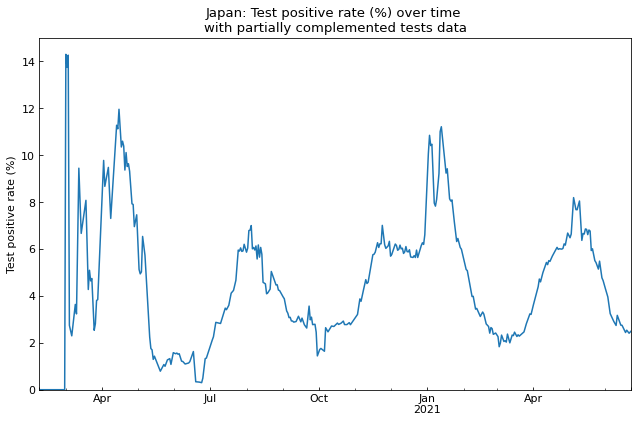 Japan: Test positive rate (%) over time
with partially complemented tests data
Test positive rate (%)
14
12
10
8
6
4
2
0
Apr
Jul
Oct
Jan
2021
Apr